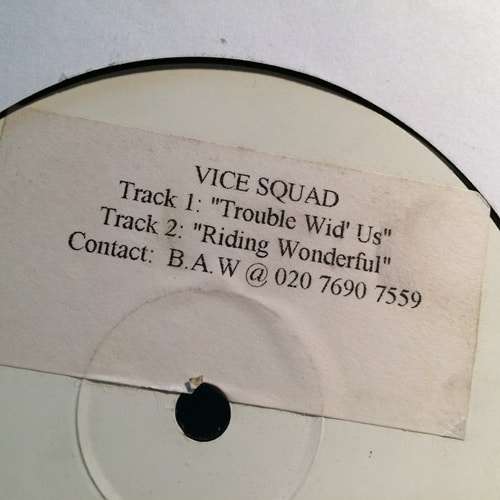 VICE SQUAD
Track 1: "Trouble Wid' Us"
Track 2: "Riding Wonderful"
Contact: B.A.W @ 020 7690 7559